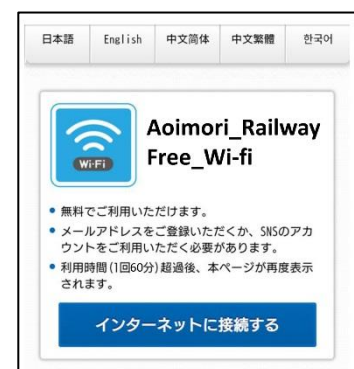 日本語 English 中文简体 中文繁體 한국어
Aoimori_Railway
Free_Wi-fi
Wi-Fi
● 無料でご利用いただけます。
● メールアドレスをご登録いただくか、SNSのアカ
ウントをご利用いただく必要があります。
● 利用時間(1回60分)超過後、本ページが再度表示
されます。
インターネットに接続する